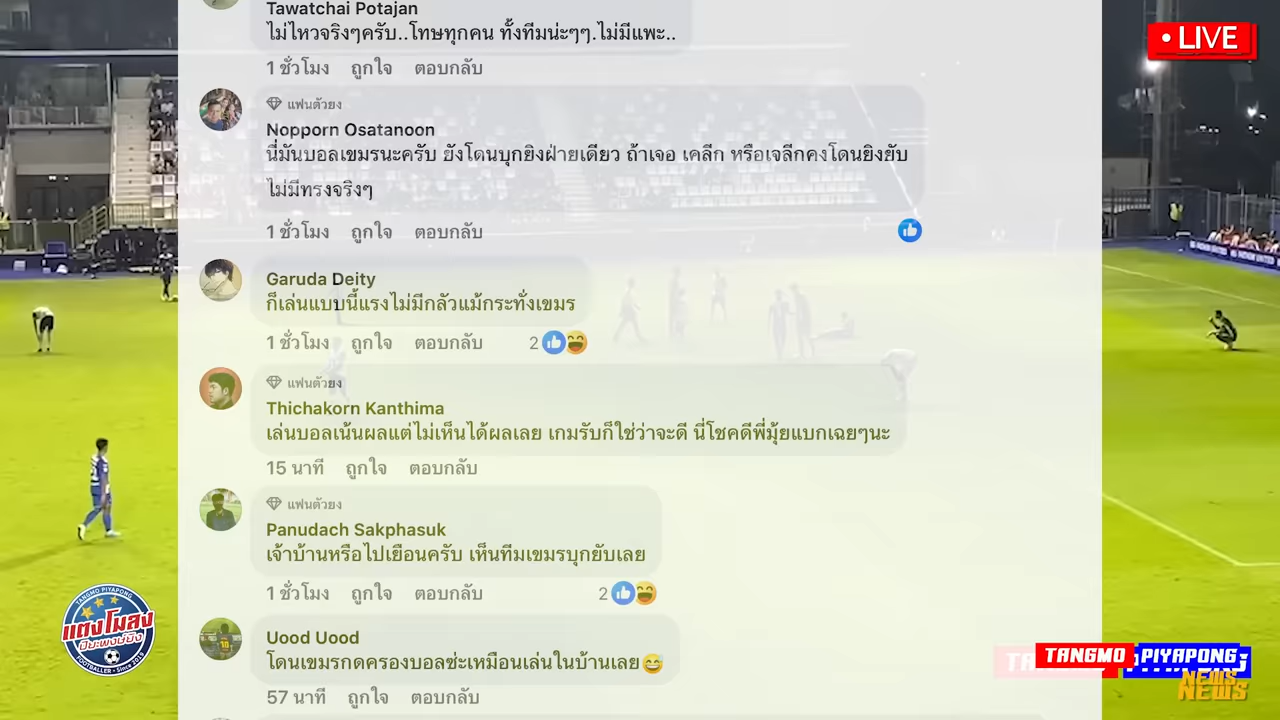 Tawatchai Potajan
ไม่ไหวจริงๆครับ..โทษทุกคน ทั้งทีมน่ะๆๆ.ไม่มีแพะ..
1 ชั่วโมง ถูกใจ ตอบกลับ
แฟนตัวยง
Nopporn Osatanoon
นี่มันบอลเขมรนะครับ ยังโดนบุกยิงฝ่ายเดียว ถ้าเจอ เคลีก หรือเจลีกคงโดนยิงยับ
ไม่มีทรงจริงๆ
1 ชั่วโมง ถูกใจ ตอบกลับ
Garuda Deity
ก็เล่นแบบนี้แรงไม่มีกลัวแม้กระทั่งเขมร
1 ชั่วโมง ถูกใจ ตอบกลับ 2
แฟนตัวยง
Thichakorn Kanthima
เล่นบอลเน้นผลแต่ไม่เห็นได้ผลเลย เกมรับก็ใช่ว่าจะดี นี่โชคดีพี่มุ้ยแบกเฉยๆนะ
15 นาที ถูกใจ ตอบกลับ
แฟนตัวยง
Panudach Sakphasuk
เจ้าบ้านหรือไปเยือนครับ เห็นทีมเขมรบุกยับเลย
1 ชั่วโมง ถูกใจ ตอบกลับ 2
Uood Uood
โดนเขมรกดครองบอลซ่ะเหมือนเล่นในบ้านเลย😅
57 นาที ถูกใจ ตอบกลับ
• LIVE
TANGMO PIYAPONG
แตงโมลง
ปิยะพงษ์ยิง
FOOTBALLER • Since 2019
TANGMO PIYAPONG
NEWS